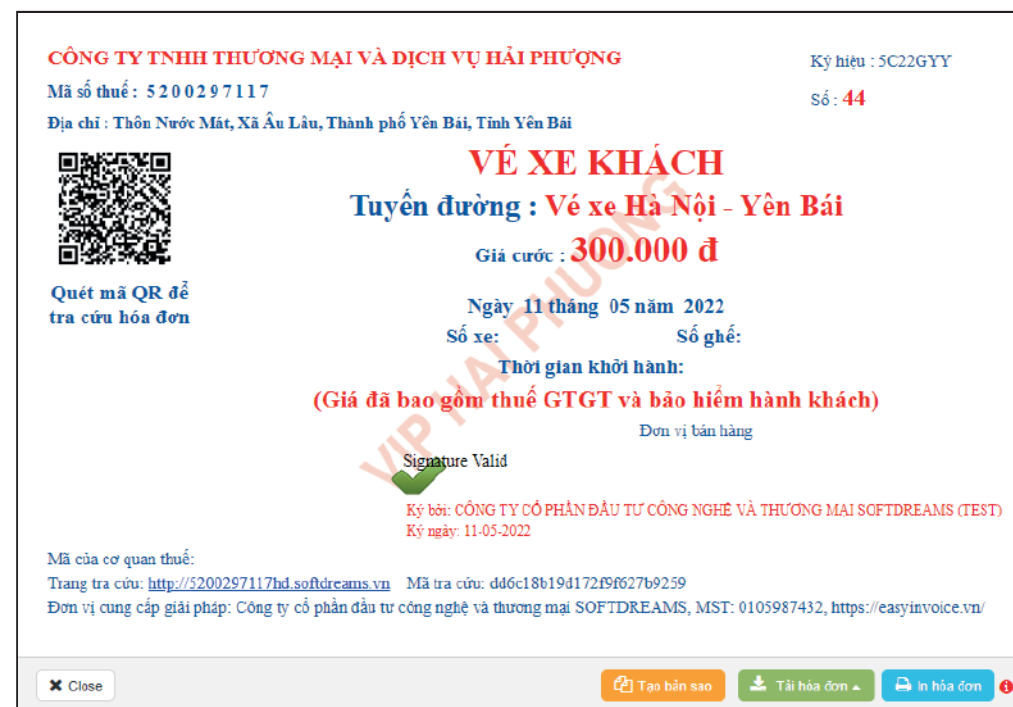 CÔNG TY TNHH THƯƠNG MẠI VÀ DỊCH VỤ HẢI PHƯỢNG
Ký hiệu : 5C22GYY
Mã số thuế : 5200297117
Số : 44
Địa chỉ : Thôn Nước Mát, Xã Âu Lâu, Thành phố Yên Bái, Tỉnh Yên Bái
VÉ XE KHÁCH
Tuyến đường : Vé xe Hà Nội - Yên Bái
Giá cước : 300.000 đ
Quét mã QR để
tra cứu hóa đơn
Ngày 11 tháng 05 năm 2022
Số xe: Số ghế:
Thời gian khởi hành:
(Giá đã bao gồm thuế GTGT và bảo hiểm hành khách)
VIP HAI PHUONG
Đơn vị bán hàng
Signature Valid
Ký bởi: CÔNG TY CỔ PHẦN ĐẦU TƯ CÔNG NGHỆ VÀ THƯƠNG MẠI SOFTDREAMS (TEST)
Ký ngày: 11-05-2022
Mã của cơ quan thuế:
Trang tra cứu: http://5200297117hd.softdreams.vn Mã tra cứu: dd6c18b19d172f9f627b9259
Đơn vị cung cấp giải pháp: Công ty cổ phần đầu tư công nghệ và thương mại SOFTDREAMS, MST: 0105987432, https://easyinvoice.vn/
Close
Tạo bản sao
Tải hóa đơn
In hóa đơn